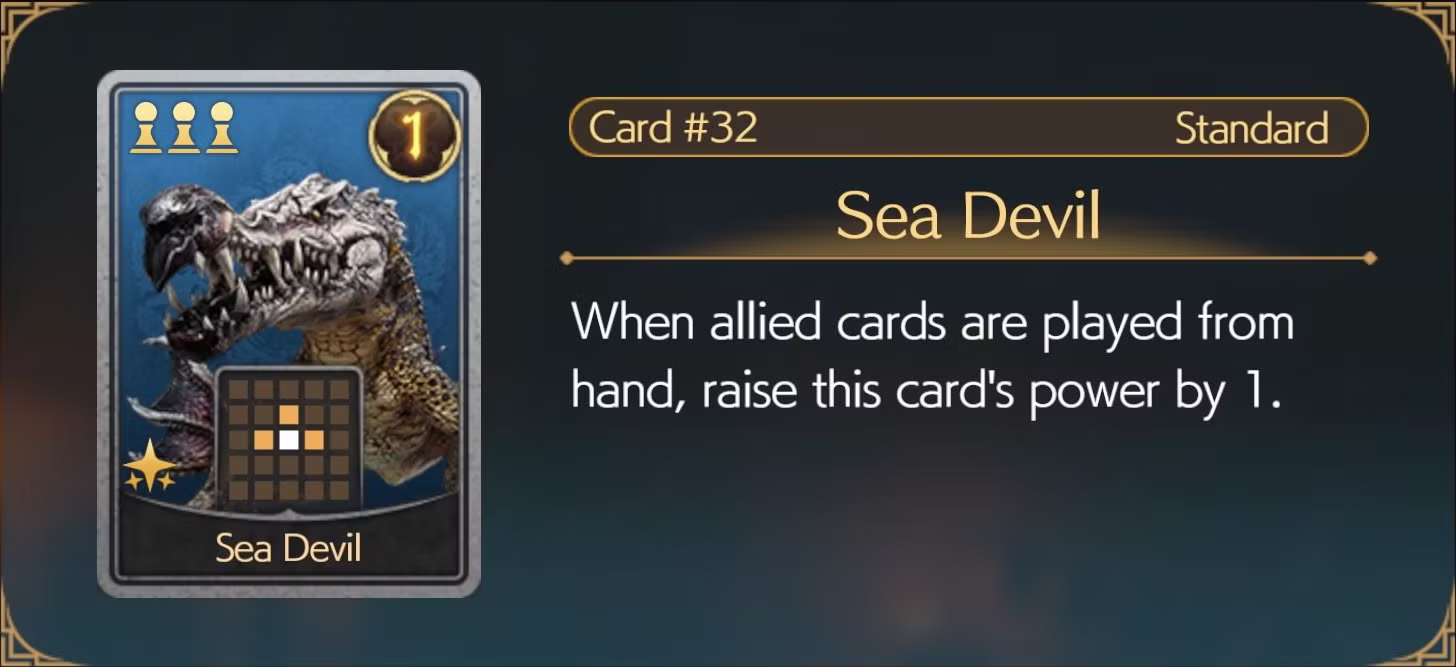 1
Sea Devil
Card #32 Standard
Sea Devil
When allied cards are played from
hand, raise this card's power by 1.